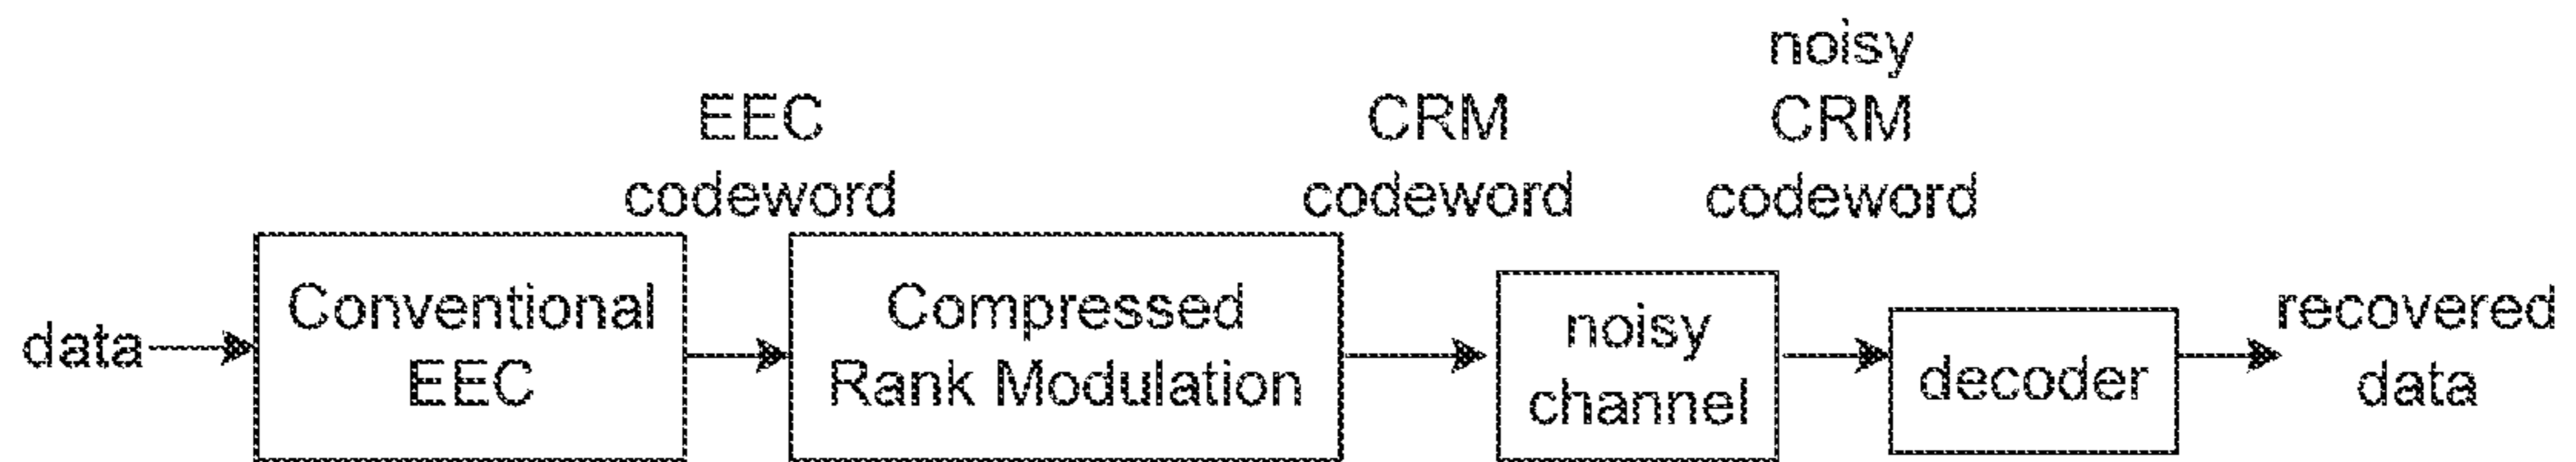 data
EEC
codeword
Conventional
EEC
Compressed
Rank Modulation
CRM
codeword
noisy
channel
noisy
CRM
codeword
decoder
recovered
data